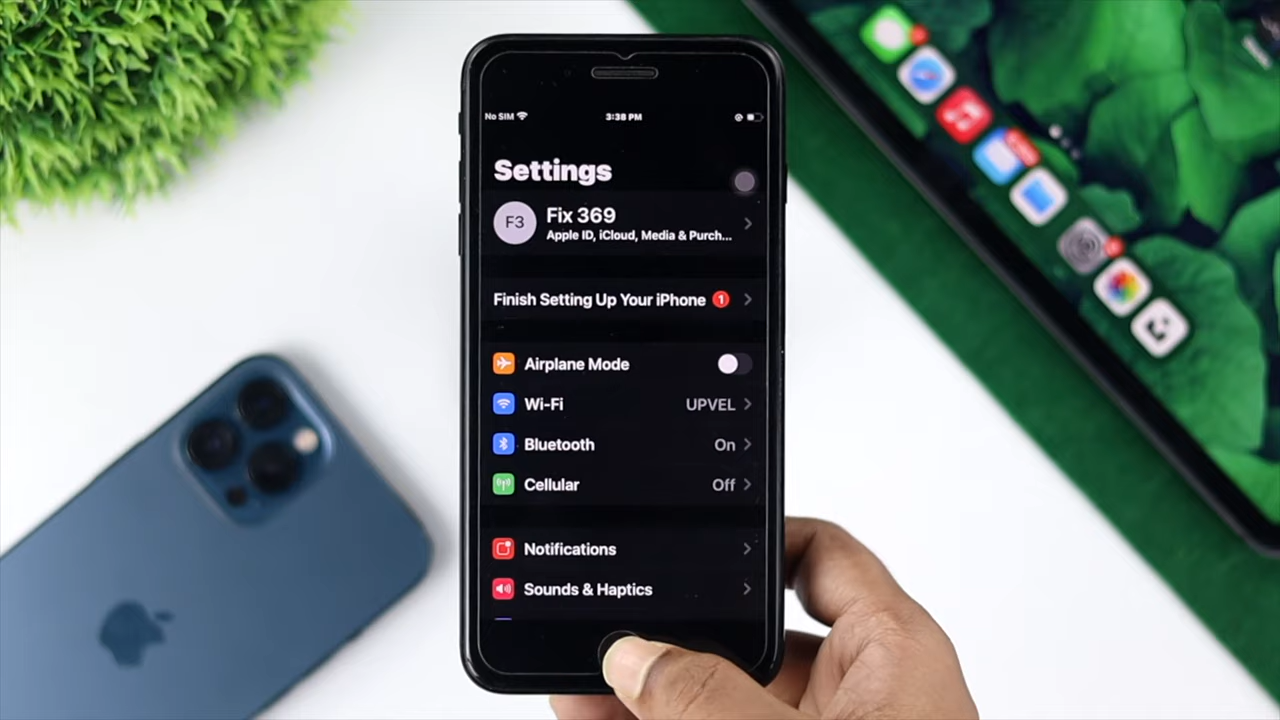 No SIM 3:38 PM
Settings
F3 Fix 369
Apple ID, iCloud, Media & Purch...
Finish Setting Up Your iPhone 1
Airplane Mode
Wi-Fi UPVEL
Bluetooth On
Cellular Off
Notifications
Sounds & Haptics